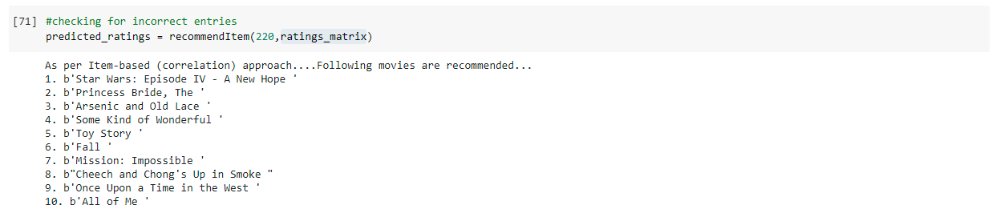 [71] #checking for incorrect entries
predicted_ratings = recommendItem(220,ratings_matrix)
As per Item-based (correlation) approach....Following movies are recommended...
1. b'Star Wars: Episode IV - A New Hope '
2. b'Princess Bride, The '
3. b'Arsenic and Old Lace '
4. b'Some Kind of Wonderful '
5. b'Toy Story '
6. b'Fall '
7. b'Mission: Impossible '
8. b"Cheech and Chong's Up in Smoke "
9. b'Once Upon a Time in the West '
10. b'All of Me '